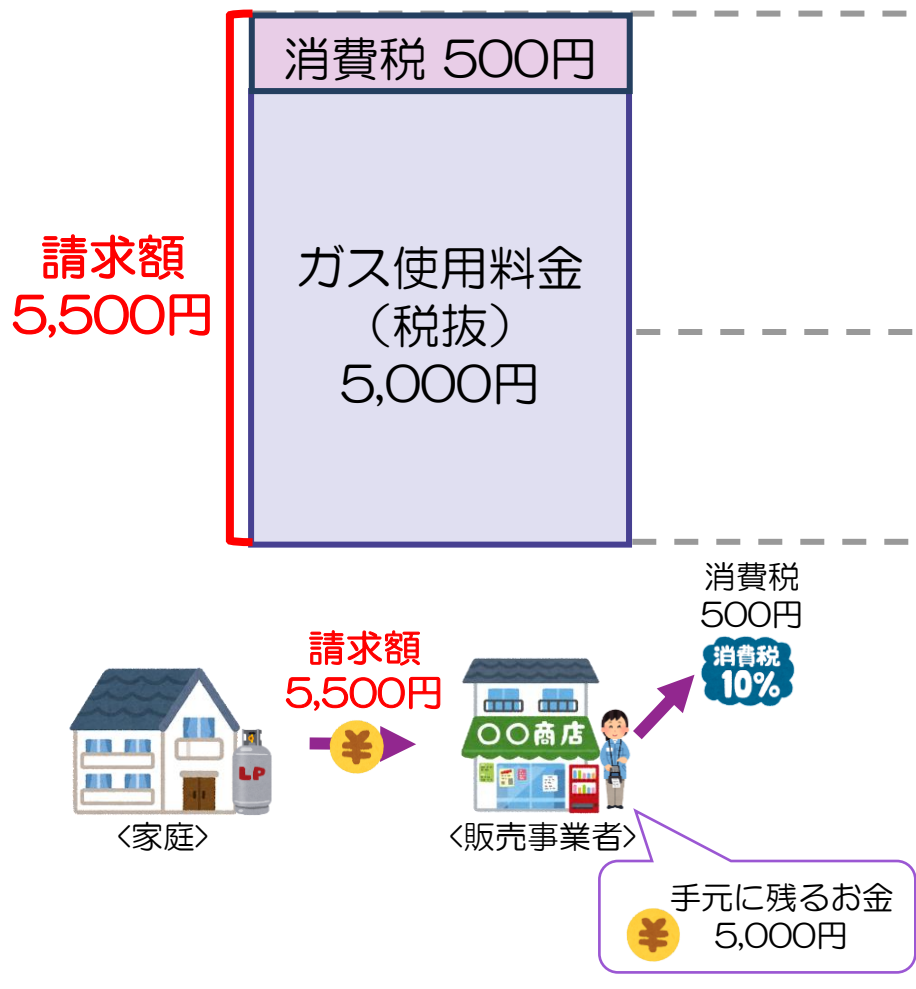 消費税 500円
ガス使用料金
（税抜）
5,000円
請求額
5,500円
消費税
500円
消費税
10%
請求額
5,500円
¥
LP
〇〇商店
<家庭>
<販売事業者>
手元に残るお金
¥
5,000円